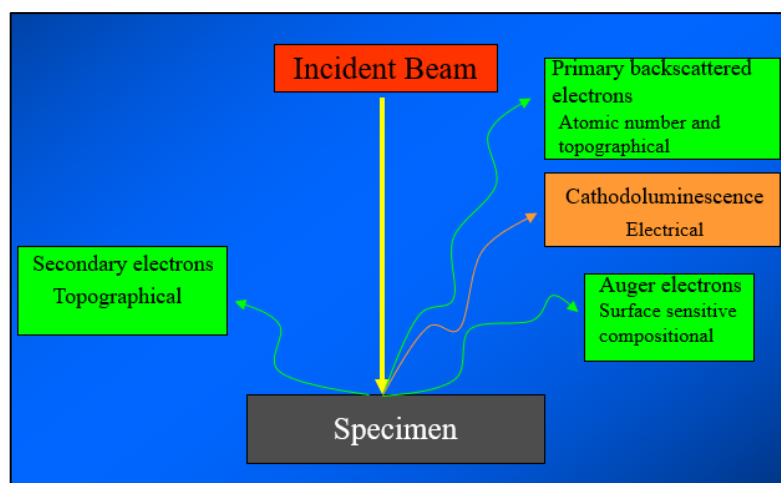 Incident Beam
Primary backscattered
electrons
Atomic number and
topographical
Cathodoluminescence
Electrical
Secondary electrons
Topographical
Auger electrons
Surface sensitive
compositional
Specimen